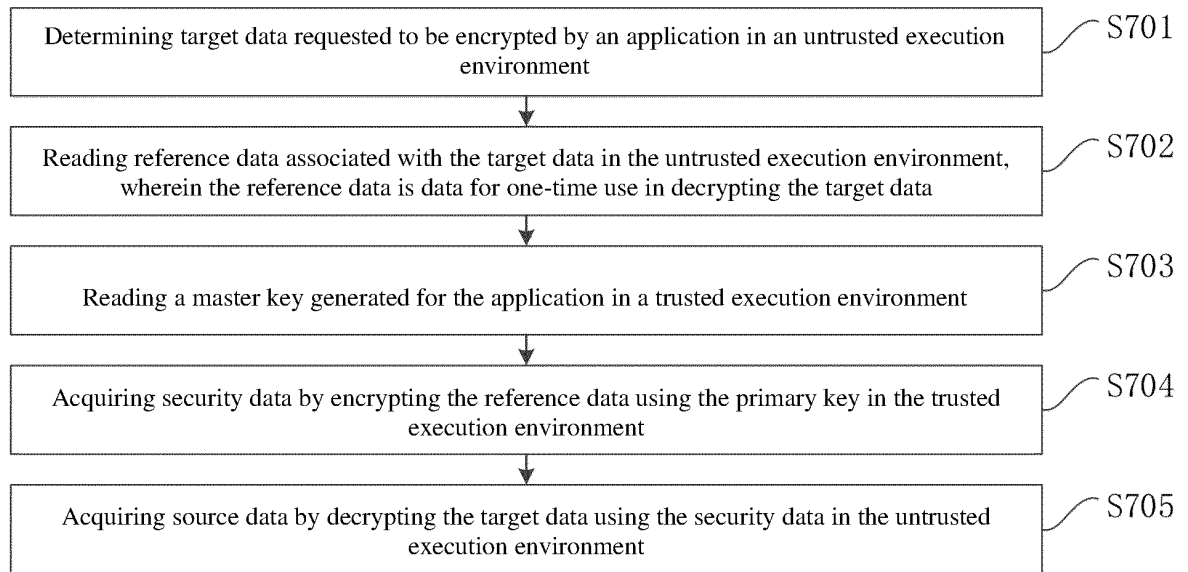 Determining target data requested to be encrypted by an application in an untrusted execution
environment
S701
Reading reference data associated with the target data in the untrusted execution environment,
wherein the reference data is data for one-time use in decrypting the target data
S702
Reading a master key generated for the application in a trusted execution environment
S703
Acquiring security data by encrypting the reference data using the primary key in the trusted
execution environment
S704
Acquiring source data by decrypting the target data using the security data in the untrusted
execution environment
S705